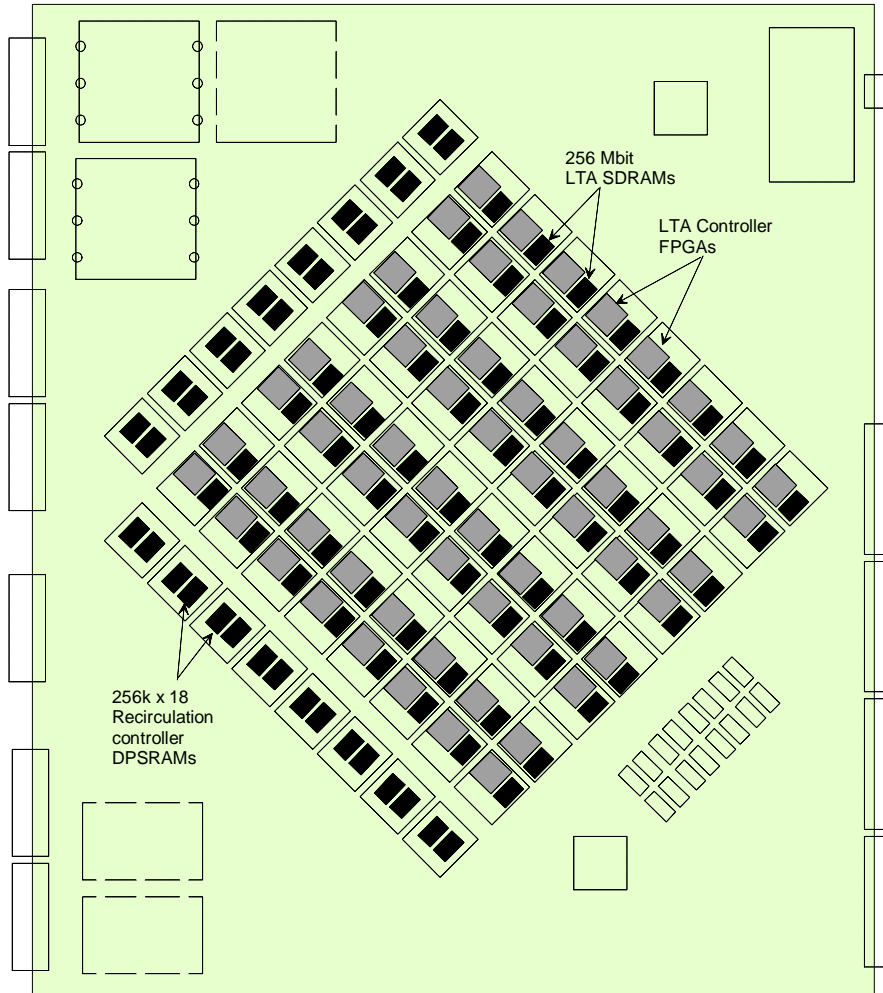 256 Mbit
LTA SDRAMs
LTA Controller
FPGAs
256k x 18
Recirculation
controller
DPSRAMs